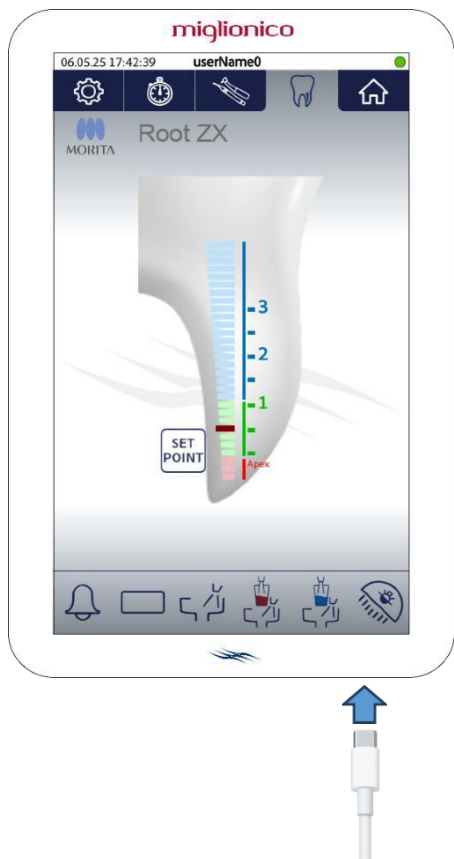 miglionico
06.05.25 17:42:39 userName0
MORITA
Root ZX
3
2
1
SET
POINT
Apex